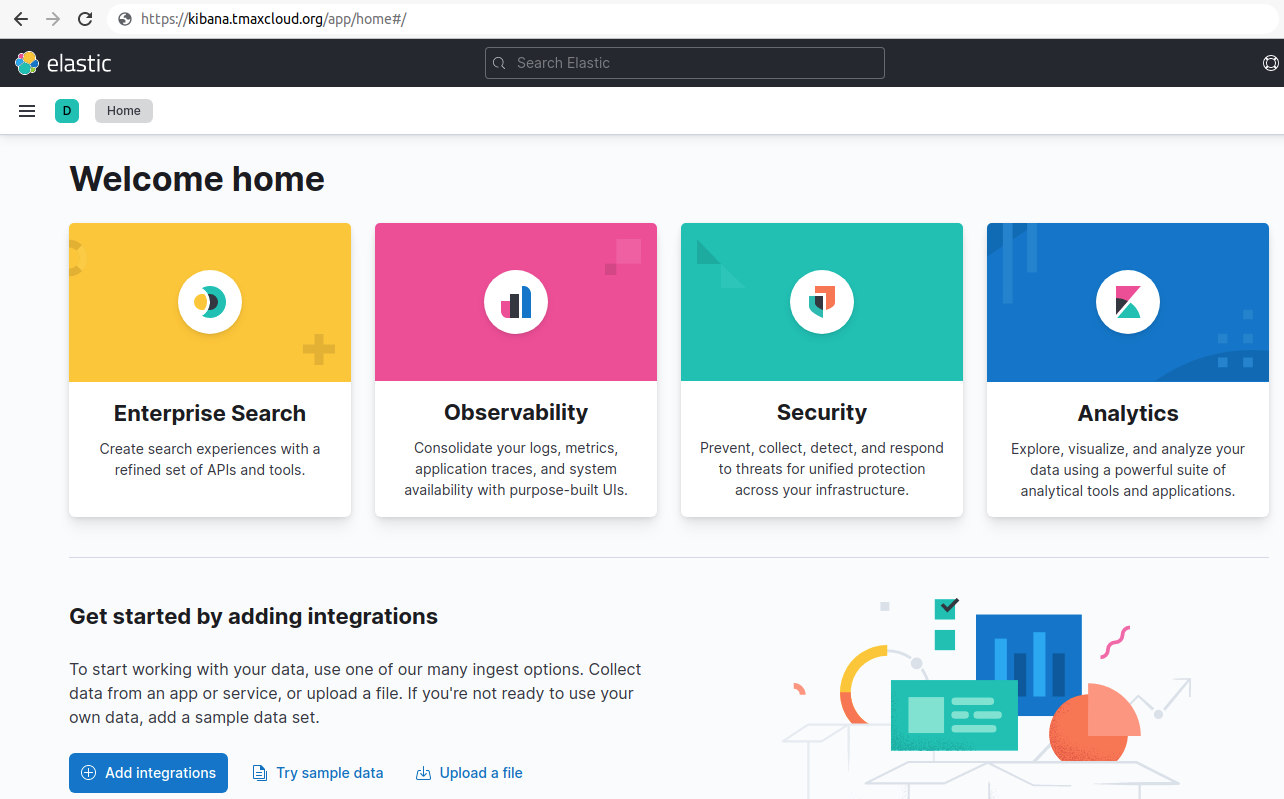 https://kibana.tmaxcloud.org/app/home#/
elastic
Search Elastic
D
Home
Welcome home
Enterprise Search
Create search experiences with a
refined set of APIs and tools.
Observability
Consolidate your logs, metrics,
application traces, and system
availability with purpose-built UIs.
Security
Prevent, collect, detect, and respond
to threats for unified protection
across your infrastructure.
Analytics
Explore, visualize, and analyze your
data using a powerful suite of
analytical tools and applications.
Get started by adding integrations
To start working with your data, use one of our many ingest options. Collect
data from an app or service, or upload a file. If you're not ready to use your
own data, add a sample data set.
Add integrations
Try sample data
Upload a file